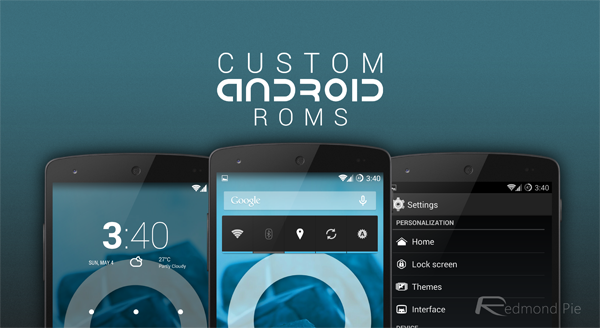 CUSTOM
ANDROID
ROMS
3:40
SUN, MAY 4
27°C
Partly Cloudy
3:40
Google
A
3:40
Settings
PERSONALIZATION
Home
Lock screen
Themes
Interface
DEVICE
Redmond Pie